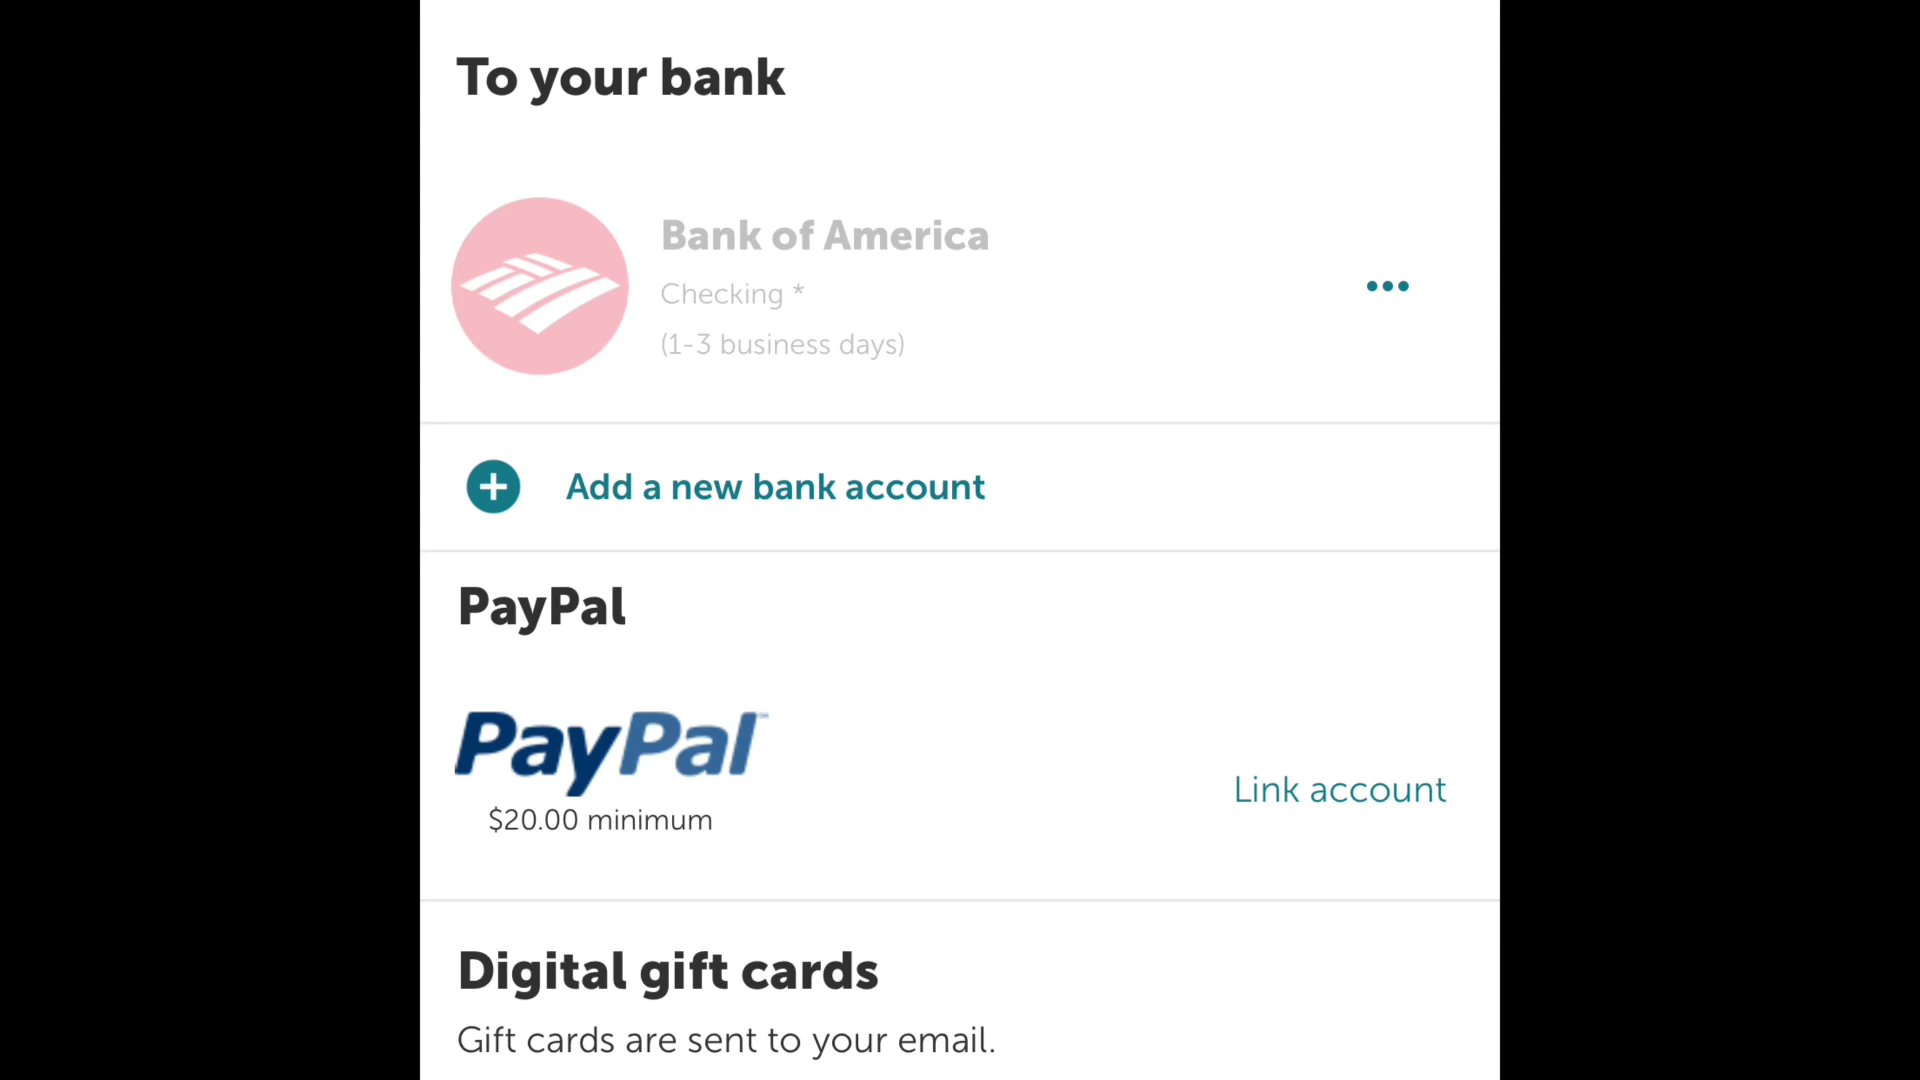 To your bank
Bank of America
Checking *
(1-3 business days)
Add a new bank account
PayPal
PayPal
$20.00 minimum
Link account
Digital gift cards
Gift cards are sent to your email.